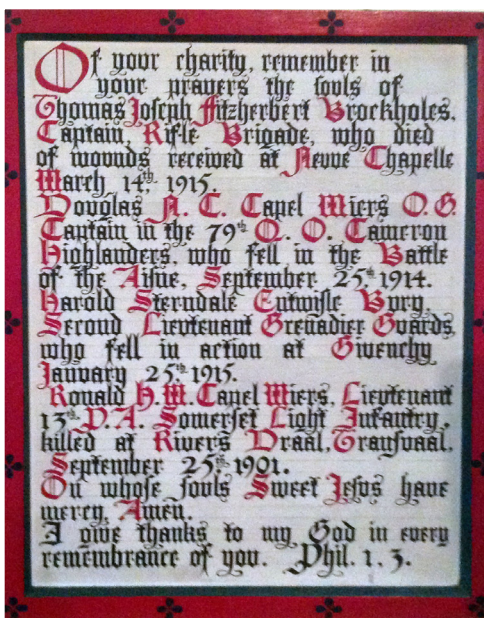 Of your charity, remember in
your prayers the souls of
Thomas Joseph Fitzherbert Brockholes,
Captain, Rifle Brigade, who died
of wounds received at Neuve Chapelle
March 14th, 1915.
Douglas N. C. Capel Miers O.G.
Captain in the 79th Q. O. Cameron
Highlanders, who fell in the Battle
of the Aisne, September 25th 1914.
Harold Sterndale Entwisle Bury,
Second Lieutenant Grenadier Guards
who fell in action at Givenchy
January 25th 1915.
Ronald H.M. Capel Miers, Lieutenant
13th P.A. Somerset Light Infantry,
killed at Rivers Draal, Transvaal,
September 25th 1901.
On whose souls Sweet Jesus have
mercy, Amen.
I give thanks to my God in every
remembrance of you. Phil. 1. 3.